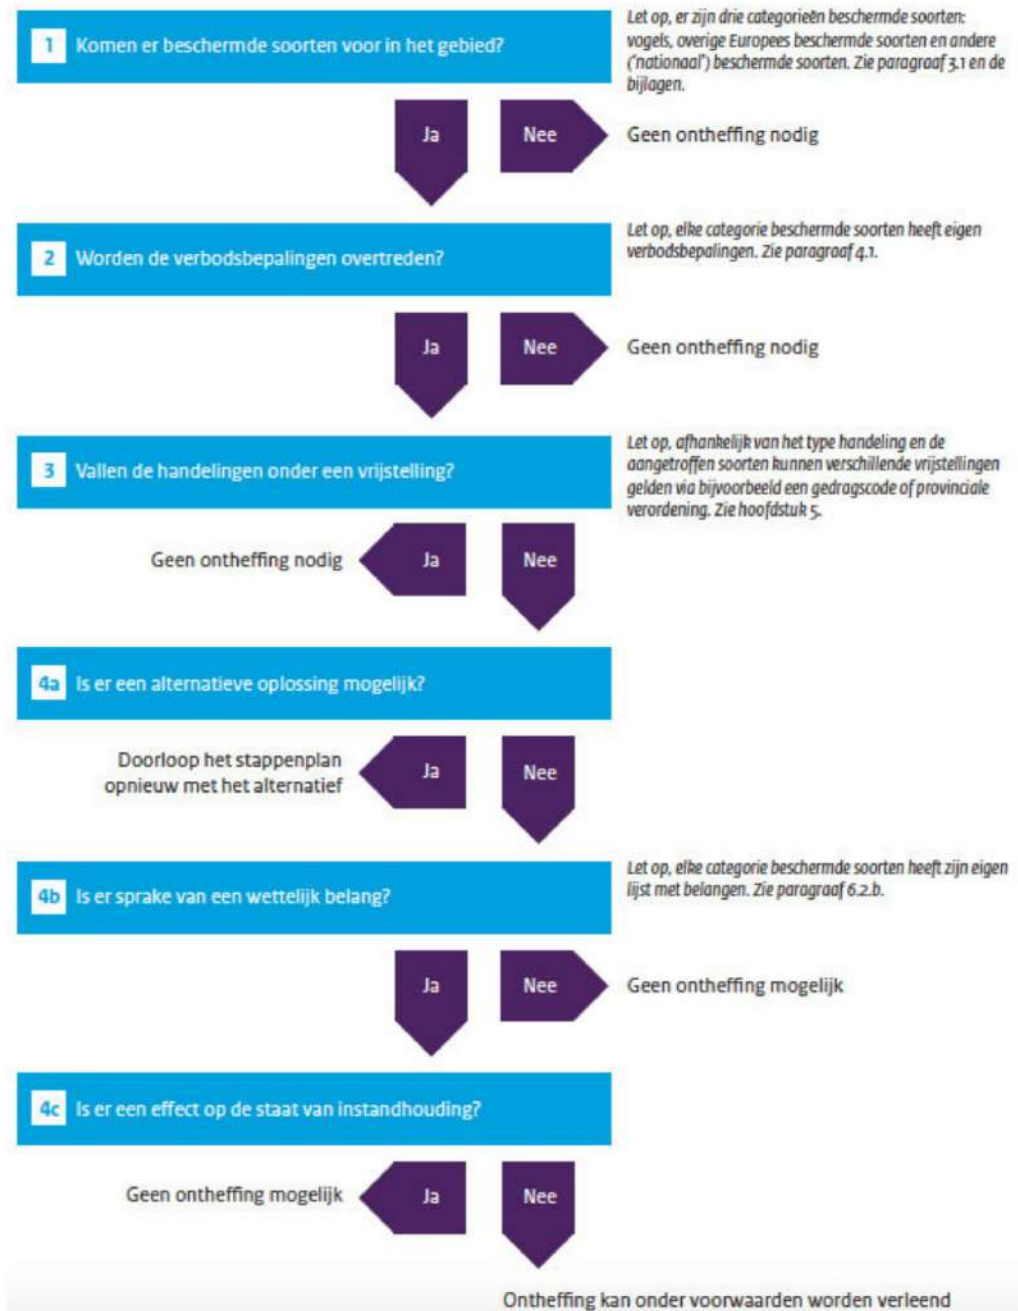 1 Komen er beschermde soorten voor in het gebied?
Let op, er zijn drie categorieën beschermde soorten:
vogels, overige Europees beschermde soorten en andere
('nationaal') beschermde soorten. Zie paragraaf 3.1 en de
bijlagen.
Ja
Nee
Geen ontheffing nodig
2 Worden de verbodsbepalingen overtreden?
Let op, elke categorie beschermde soorten heeft eigen
verbodsbepalingen. Zie paragraaf 4.1.
Ja
Nee
Geen ontheffing nodig
3 Vallen de handelingen onder een vrijstelling?
Let op, afhankelijk van het type handeling en de
aangetroffen soorten kunnen verschillende vrijstellingen
gelden via bijvoorbeeld een gedragscode of provinciale
verordening. Zie hoofdstuk 5.
Geen ontheffing nodig
Ja
Nee
4a Is er een alternatieve oplossing mogelijk?
Doorloop het stappenplan
opnieuw met het alternatief
Ja
Nee
4b Is er sprake van een wettelijk belang?
Let op, elke categorie beschermde soorten heeft zijn eigen
lijst met belangen. Zie paragraaf 6.2.b.
Ja
Nee
Geen ontheffing mogelijk
4c Is er een effect op de staat van instandhouding?
Geen ontheffing mogelijk
Ja
Nee
Ontheffing kan onder voorwaarden worden verleend